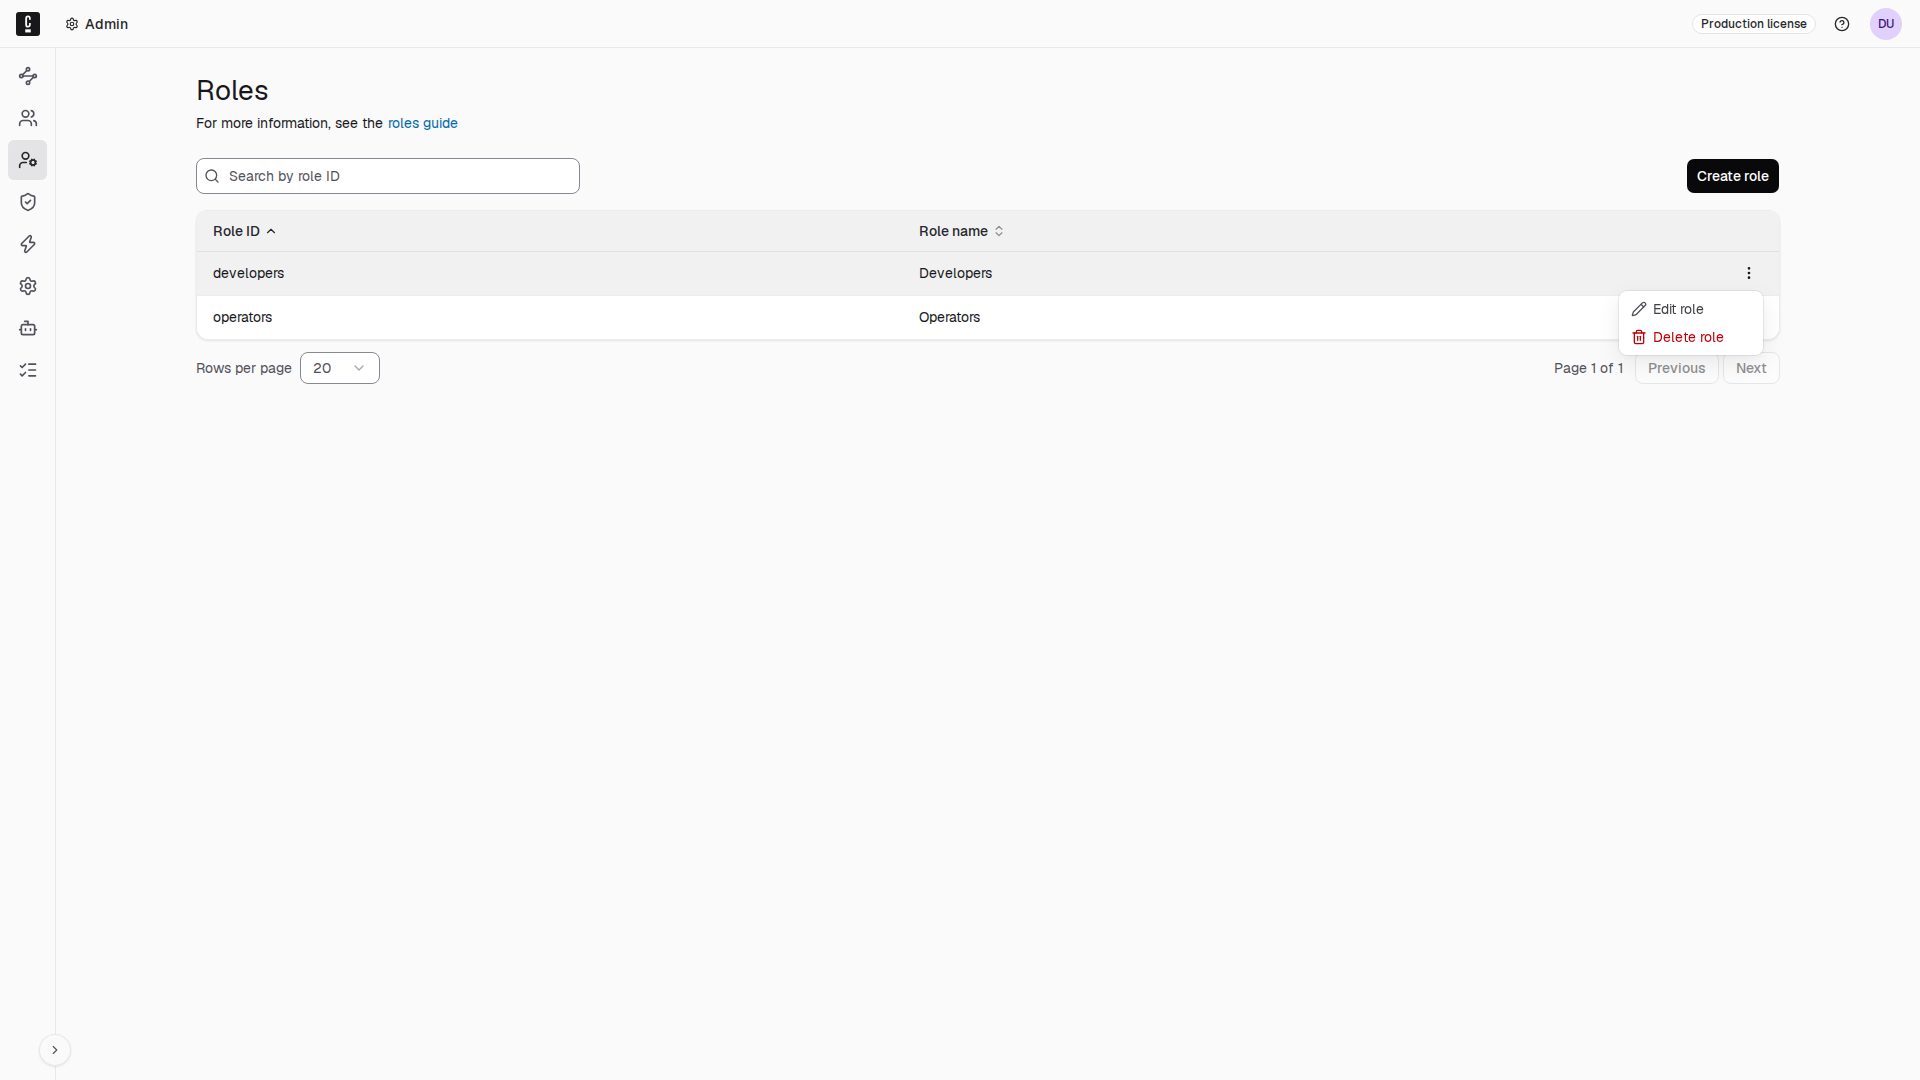 Admin
Production license
DU
Roles
For more information, see the roles guide
Search by role ID
Create role
Role ID
Role name
developers
Developers
operators
Operators
Edit role
Delete role
Rows per page
20
Page 1 of 1
Previous
Next